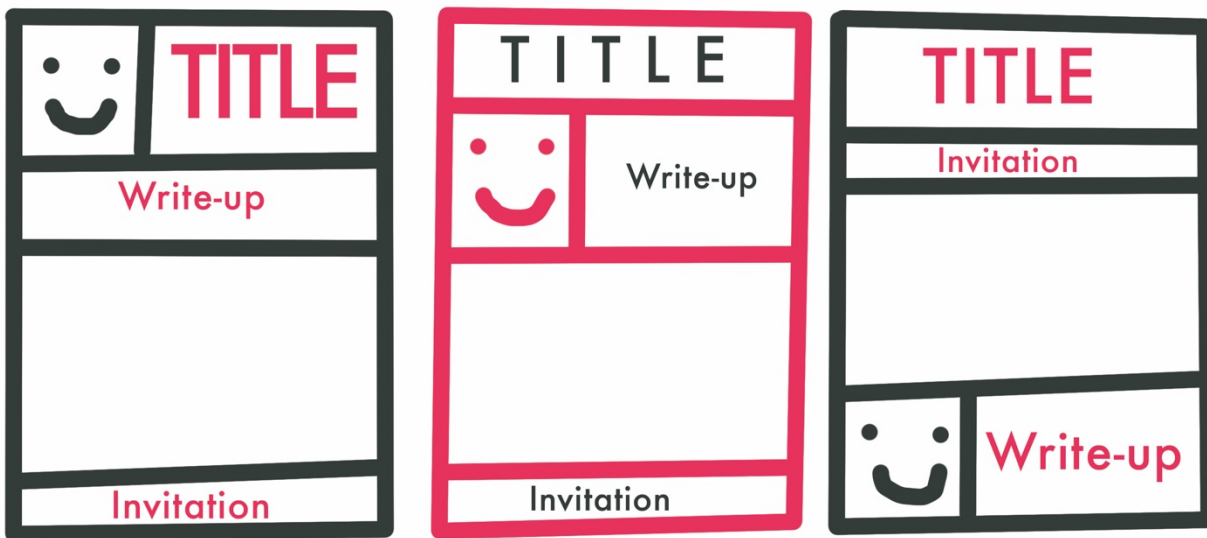 TITLE
Write-up
Invitation
TITLE
Write-up
Invitation
TITLE
Invitation
Write-up